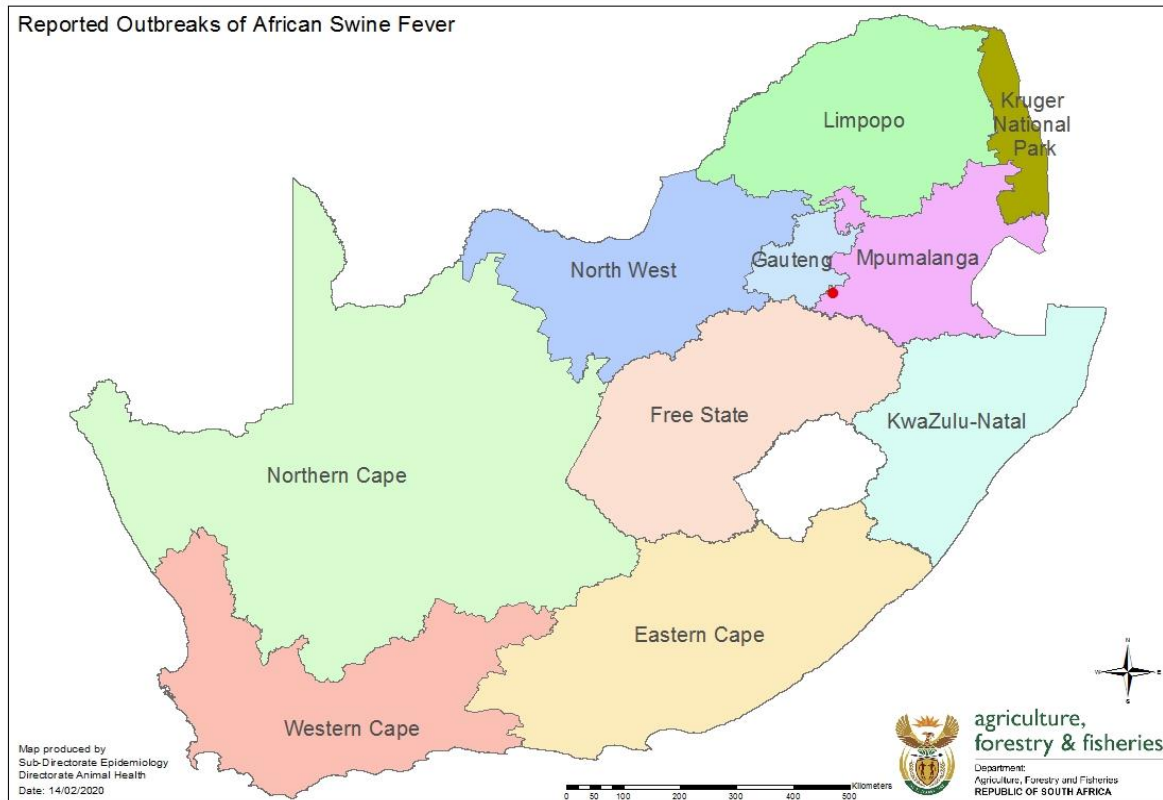 Reported Outbreaks of African Swine Fever
Limpopo
Kruger
National
Park
North West
Gauteng
Mpumalanga
Free State
KwaZulu-Natal
Northern Cape
Eastern Cape
Western Cape
N
W
E
S
Map produced by
Sub-Directorate Epidemiology
Directorate Animal Health
Date: 14/02/2020
Kilometers
0 50 100 200 300 400 500
agriculture,
forestry & fisheries
Department:
Agriculture, Forestry and Fisheries
REPUBLIC OF SOUTH AFRICA